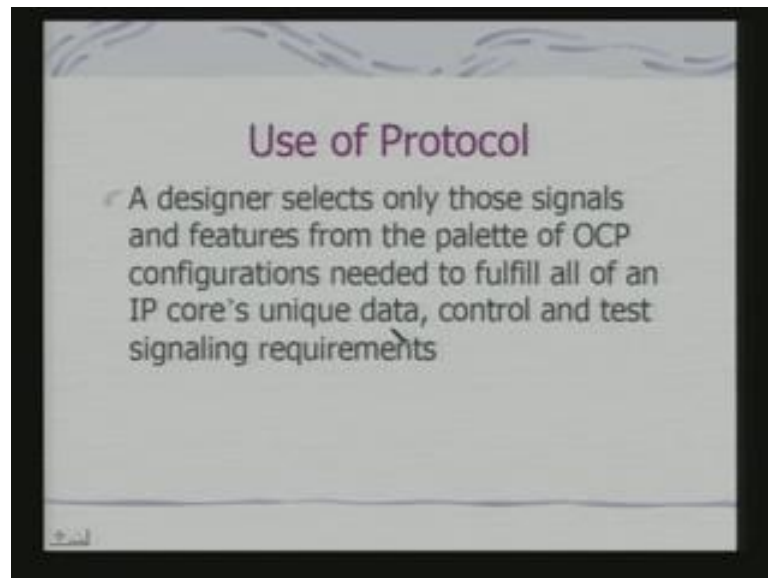 Use of Protocol
A designer selects only those signals
and features from the palette of OCP
configurations needed to fulfill all of an
IP core's unique data, control and test
signaling requirements